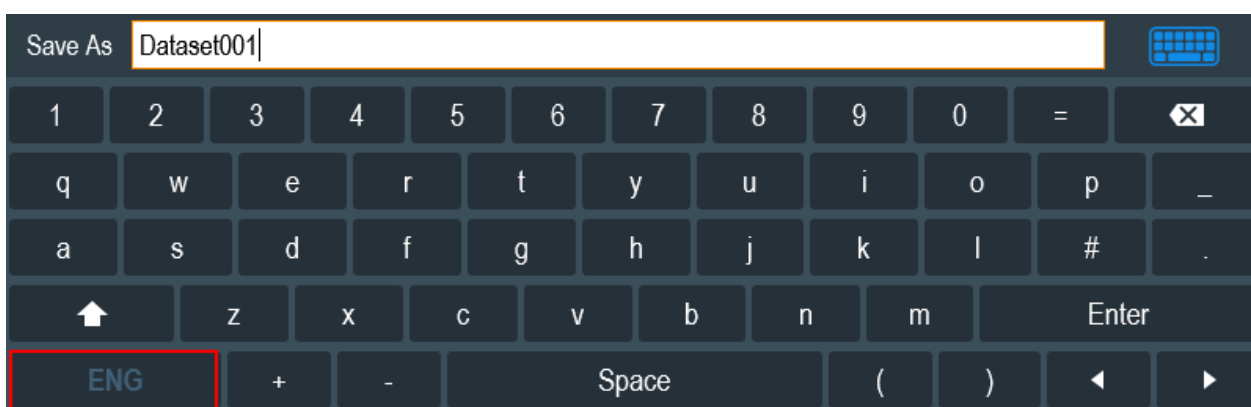 Save As Dataset001
1 2 3 4 5 6 7 8 9 0 =
q w e r t y u i o p _
a s d f g h j k l # .
z x c v b n m Enter
ENG + - Space ( )